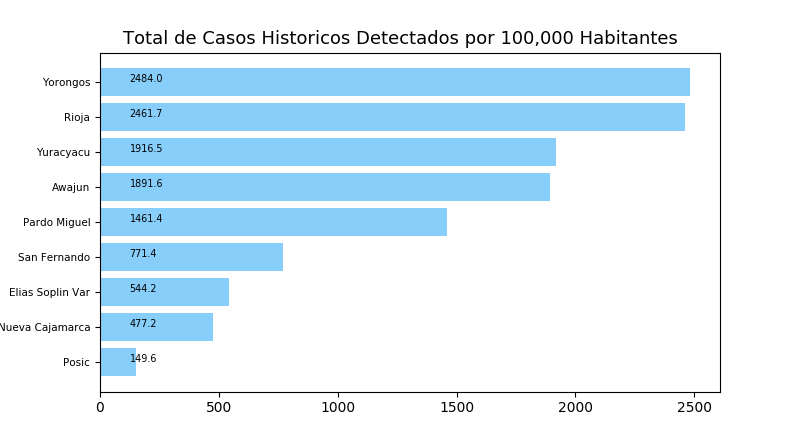 Total de Casos Historicos Detectados por 100,000 Habitantes
Yorongos 2484.0
Rioja 2461.7
Yuracyacu 1916.5
Awajun 1891.6
Pardo Miguel 1461.4
San Fernando 771.4
Elias Soplin Var 544.2
Nueva Cajamarca 477.2
Posic 149.6
0 500 1000 1500 2000 2500